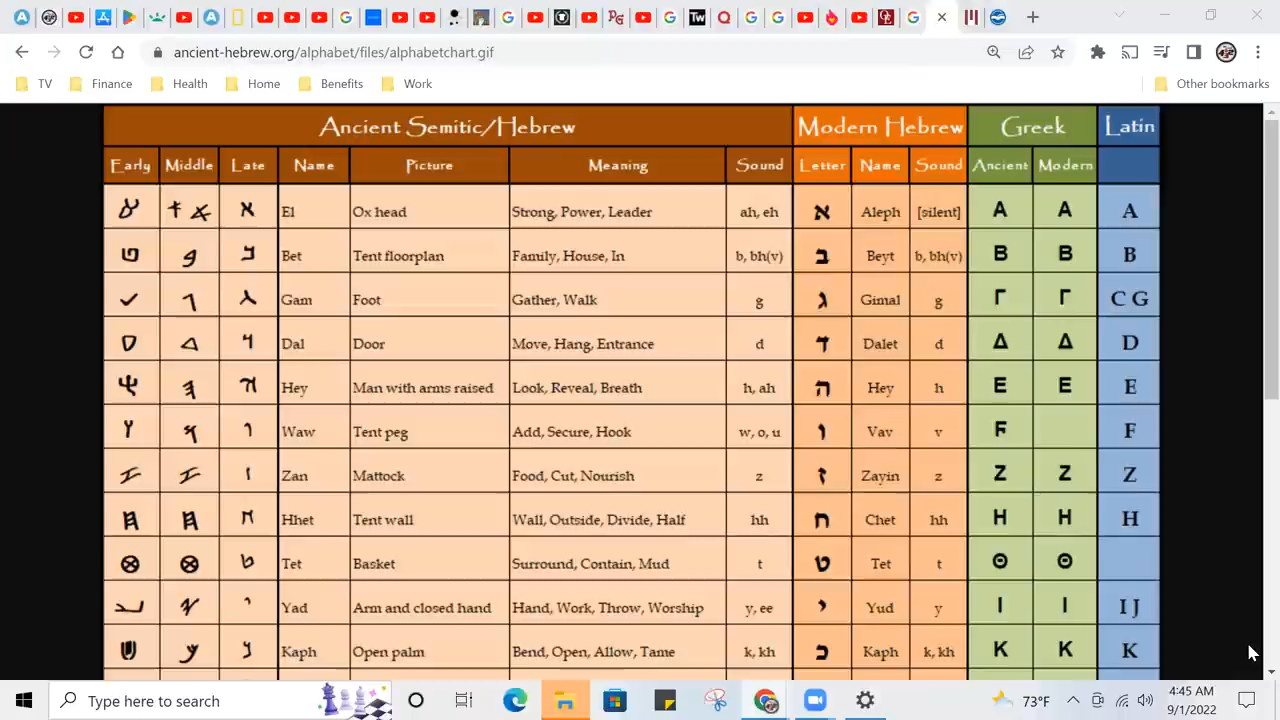 ancient-hebrew.org/alphabet/files/alphabetchart.gif
TV Finance Health Home Benefits Work Other bookmarks
Ancient Semitic/Hebrew Modern Hebrew Greek Latin
Early Middle Late Name Picture Meaning Sound Letter Name Sound Ancient Modern
El Ox head Strong, Power, Leader ah, eh א Aleph [silent] Α Α A
Bet Tent floorplan Family, House, In b, bh(v) ב Beyt b, bh(v) Β Β B
Gam Foot Gather, Walk g ג Gimal g Γ Γ C G
Dal Door Move, Hang, Entrance d ד Dalet d Δ Δ D
Hey Man with arms raised Look, Reveal, Breath h, ah ה Hey h Ε Ε E
Waw Tent peg Add, Secure, Hook w, o, u ו Vav v F F
Zan Mattock Food, Cut, Nourish z ז Zayin z Ζ Ζ Z
Hhet Tent wall Wall, Outside, Divide, Half hh ח Chet hh Η Η H
Tet Basket Surround, Contain, Mud t ט Tet t Θ Θ
Yad Arm and closed hand Hand, Work, Throw, Worship y, ee י Yud y Ι Ι I J
Kaph Open palm Bend, Open, Allow, Tame k, kh כ Kaph k, kh Κ Κ K
Type here to search 73°F 4:45 AM
9/1/2022